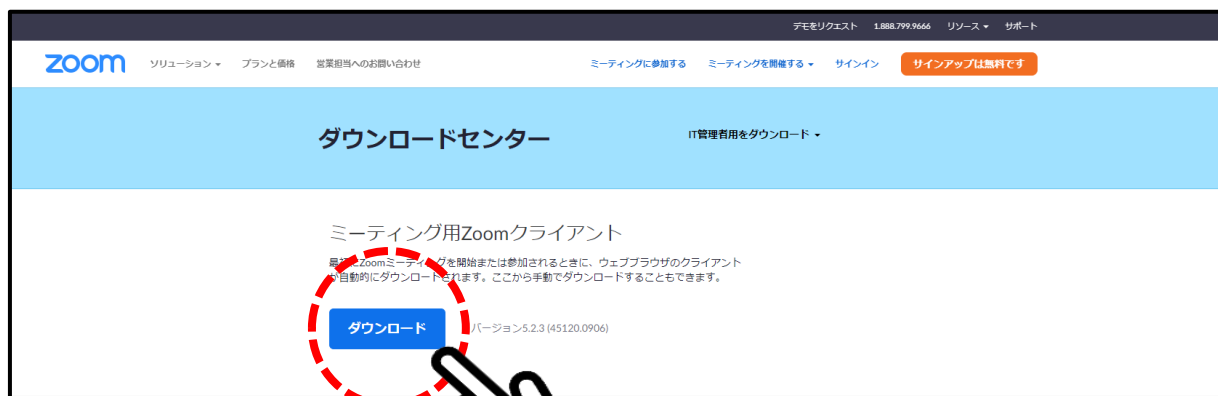 デモをリクエスト 1.888.799.9666 リソース サポート
zoom ソリューション プランと価格 営業担当へのお問い合わせ ミーティングに参加する ミーティングを開催する サインイン サインアップは無料です
ダウンロードセンター IT管理者用をダウンロード
ミーティング用Zoomクライアント
最初にZoomミーティングを開始または参加されるときに、ウェブブラウザのクライアント
が自動的にダウンロードされます。ここから手動でダウンロードすることもできます。
ダウンロード バージョン5.2.3 (45120.0906)